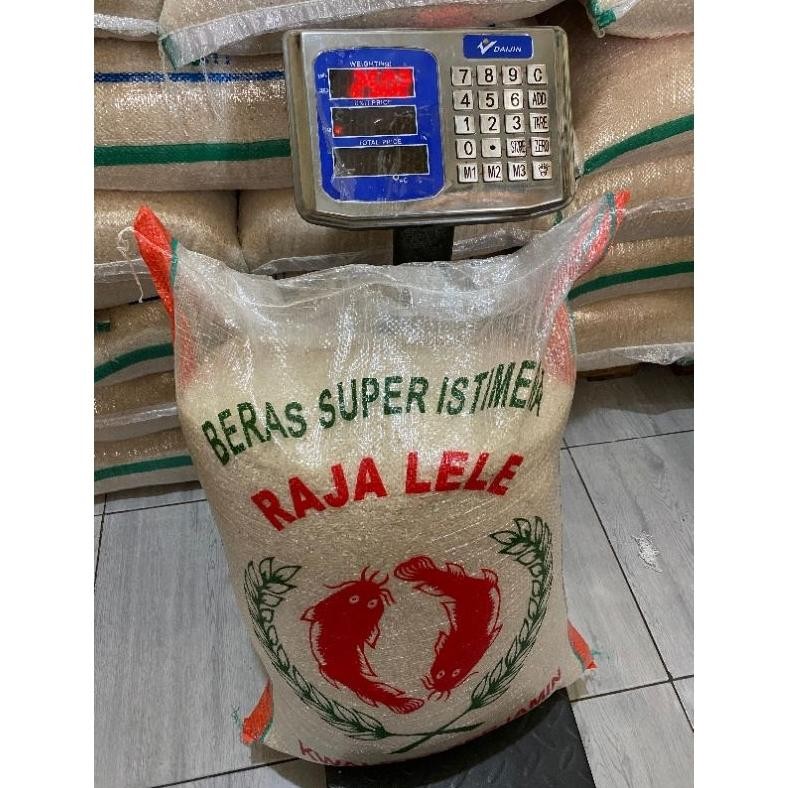 DAIJIN
WEIGHT(kg)
UNIT PRICE
TOTAL PRICE
7 8 9 C
4 5 6 ADD
1 2 3 TARE
0 • STORE ZERO
M1 M2 M3
BERAS SUPER ISTIMEWA
RAJA LELE